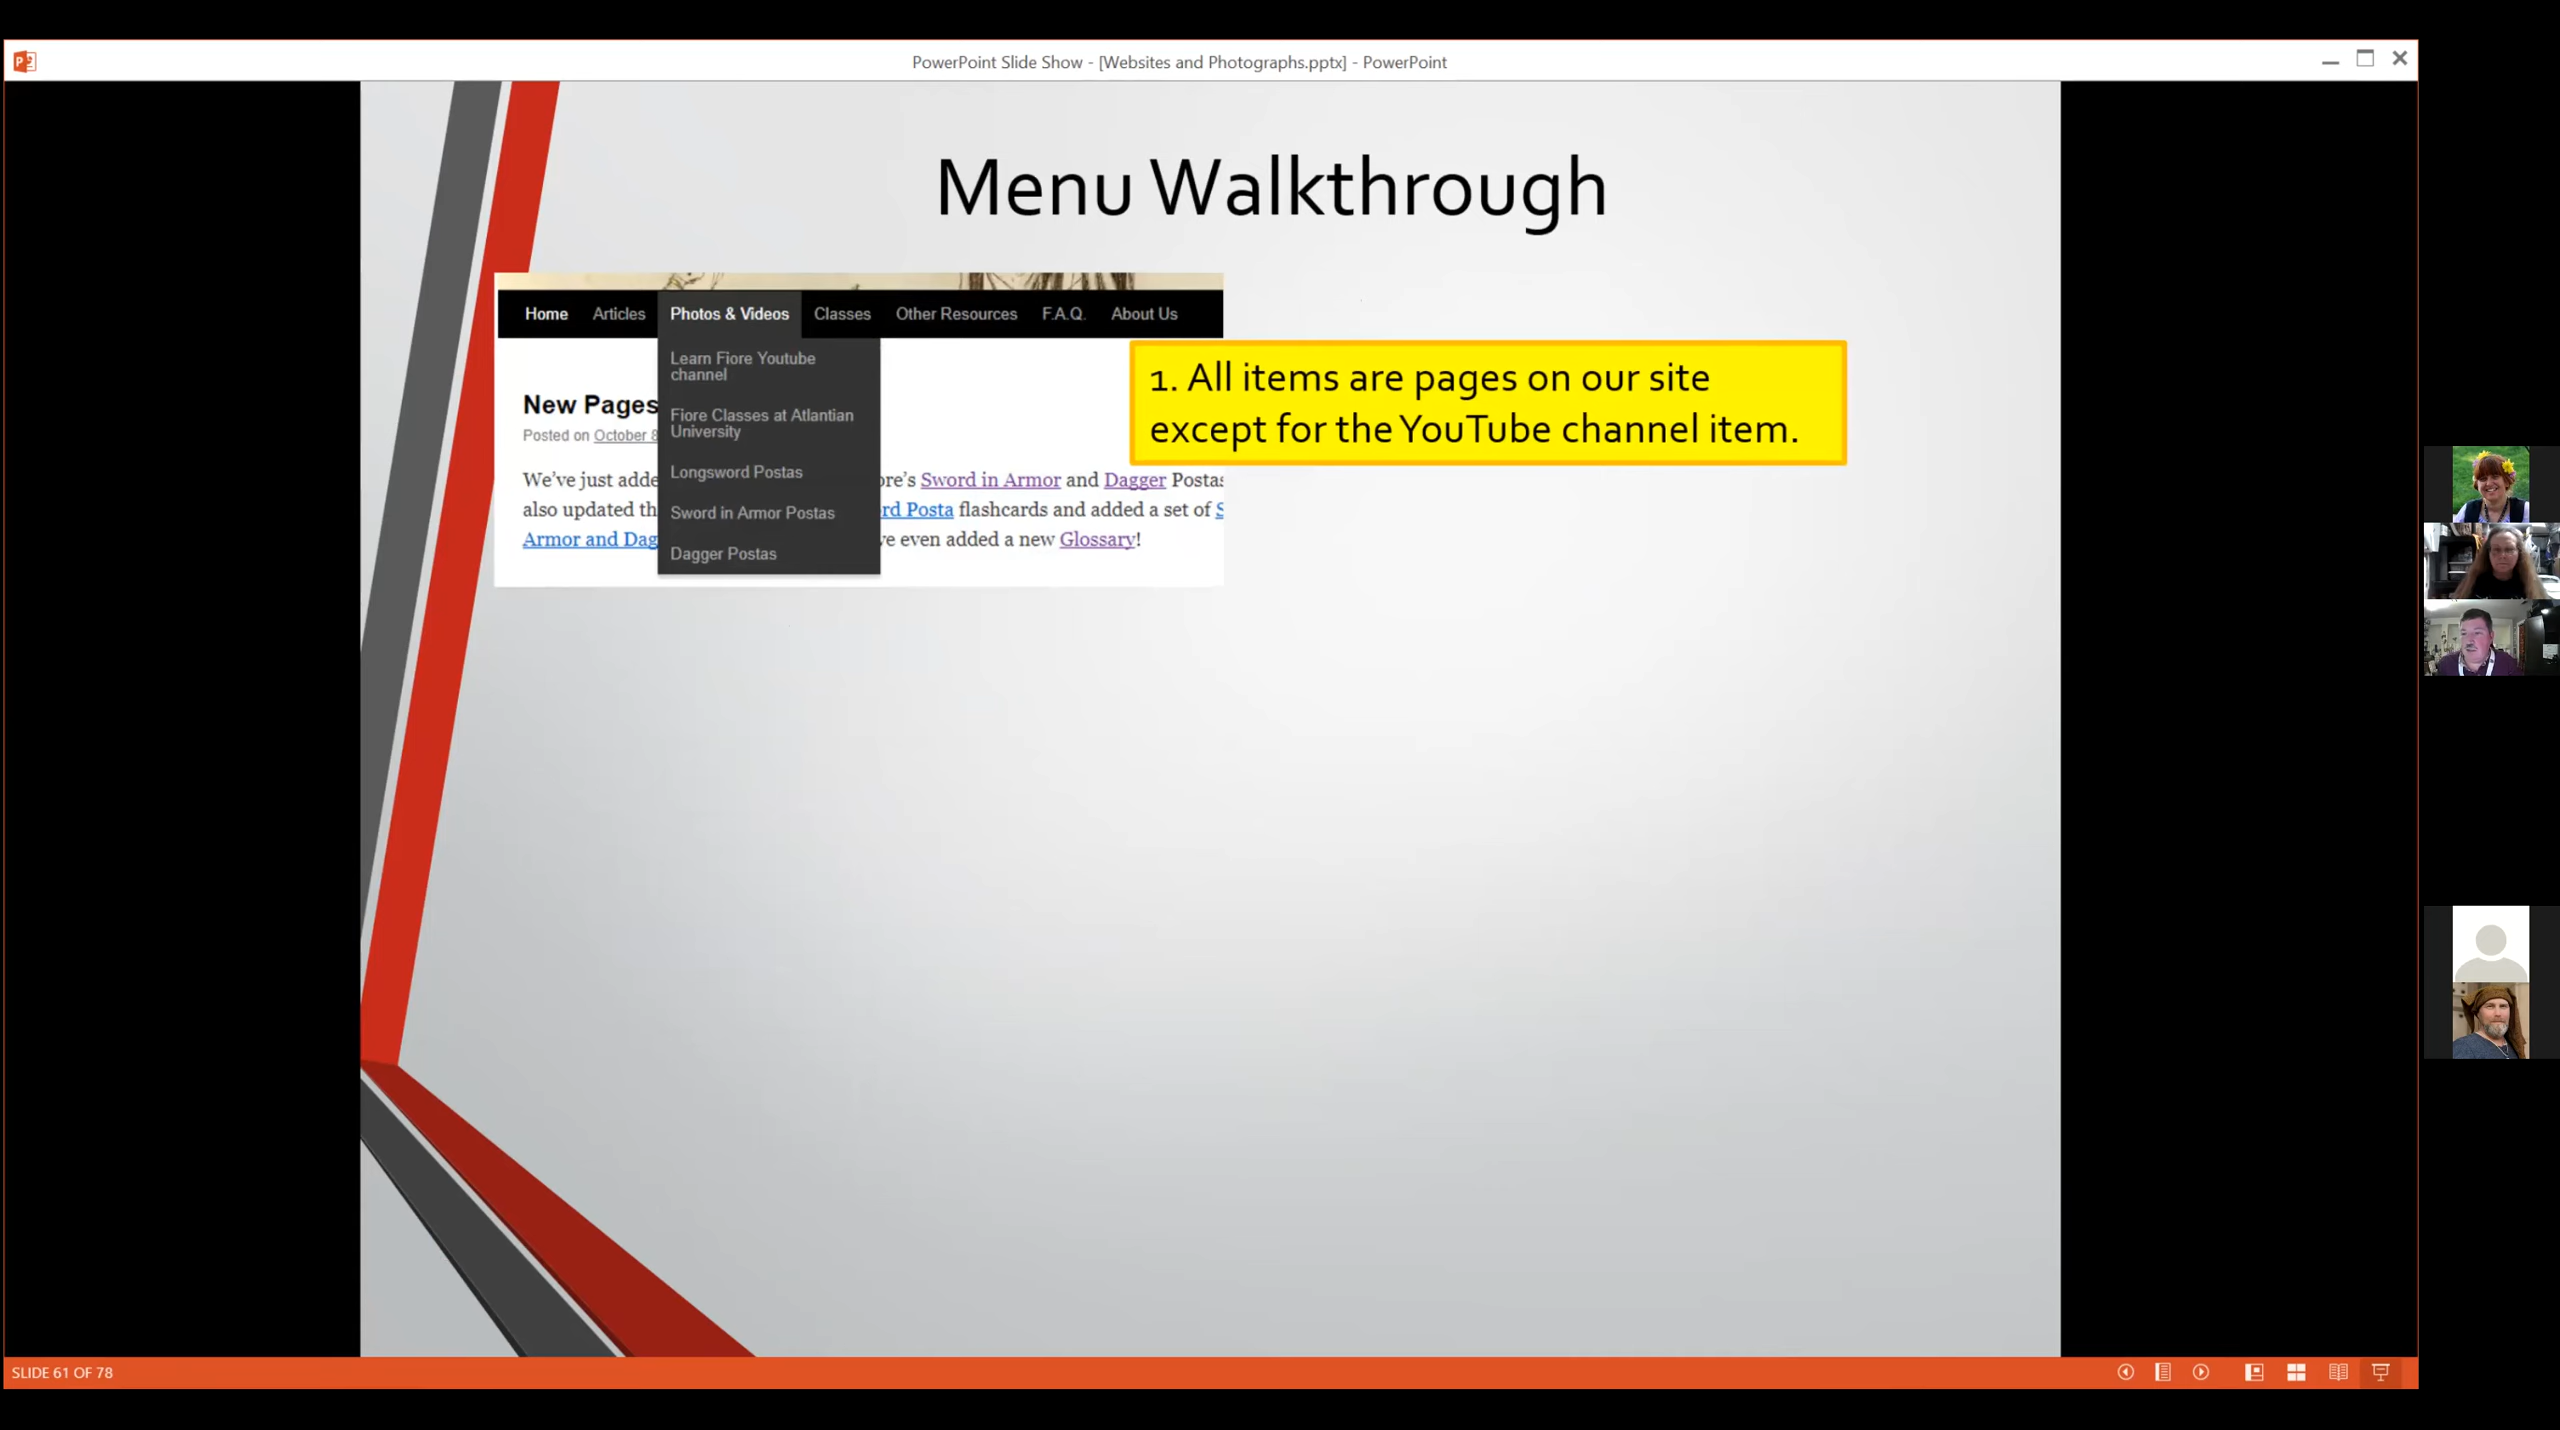 PowerPoint Slide Show - [Websites and Photographs.pptx] - PowerPoint
Menu Walkthrough
Home Articles Photos & Videos Classes Other Resources F.A.Q. About Us
Learn Fiore Youtube
channel
Fiore Classes at Atlantian
University
Longsword Postas
Sword in Armor Postas
Dagger Postas
New Pages
Posted on October 8
We've just adde re's Sword in Armor and Dagger Postas
also updated th rd Posta flashcards and added a set of S
Armor and Dag ve even added a new Glossary!
1. All items are pages on our site
except for the YouTube channel item.
SLIDE 61 OF 78